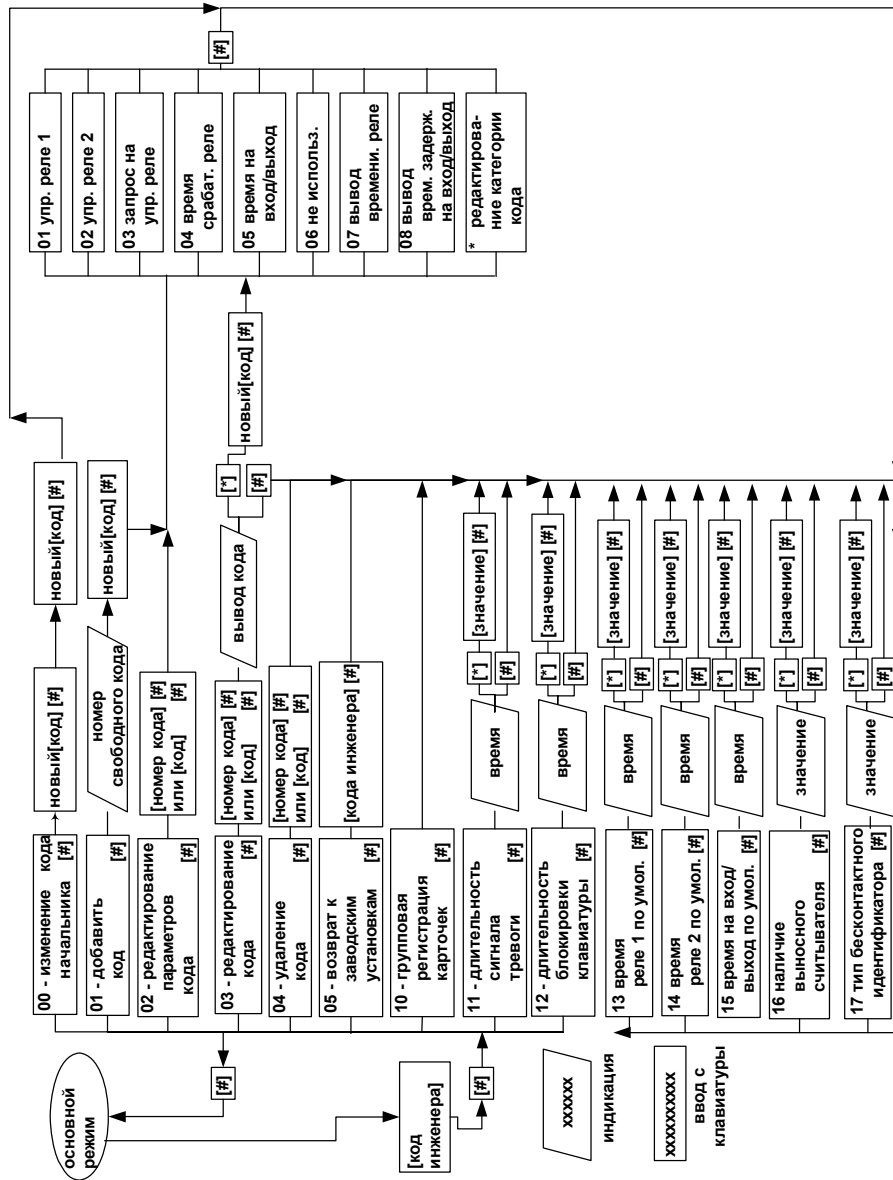 основной
режим
[#]
[код
инженера]
[#]
00 - изменение кода
начальника [#]
новый[код] [#]
новый[код] [#]
01 - добавить
код [#]
номер
свободного кода
новый[код] [#]
02 - редактирование
параметров
кода [#]
[номер кода] [#]
или [код] [#]
03 - редактирование
кода [#]
[номер кода] [#]
или [код] [#]
вывод кода
[*]
[#]
новый[код] [#]
04 - удаление
кода [#]
[номер кода] [#]
или [код] [#]
05 - возврат к
заводским
установкам [#]
[кода инженера] [#]
10 - групповая
регистрация
карточек [#]
11 - длительность
сигнала
тревоги [#]
время
[*]
[#]
[значение] [#]
12 - длительность
блокировки
клавиатуры [#]
время
[*]
[#]
[значение] [#]
13 время
реле 1 по умол. [#]
время
[*]
[#]
[значение] [#]
14 время
реле 2 по умол. [#]
время
[*]
[#]
[значение] [#]
15 время на вход/
выход по умол. [#]
время
[*]
[#]
[значение] [#]
16 наличие
выносного
считывателя [#]
значение
[*]
[#]
[значение] [#]
17 тип бесконтактного
идентификатора [#]
значение
[*]
[#]
[значение] [#]
01 упр. реле 1
02 упр. реле 2
03 запрос на
упр. реле
04 время
срабат. реле
05 время на
вход/выход
06 не использ.
07 вывод
времени. реле
08 вывод
врем. задерж.
на вход/выход
* редактирова-
ние категории
кода
[#]
xxxxxx
индикация
xxxxxxxxxx
ввод с
клавиатуры